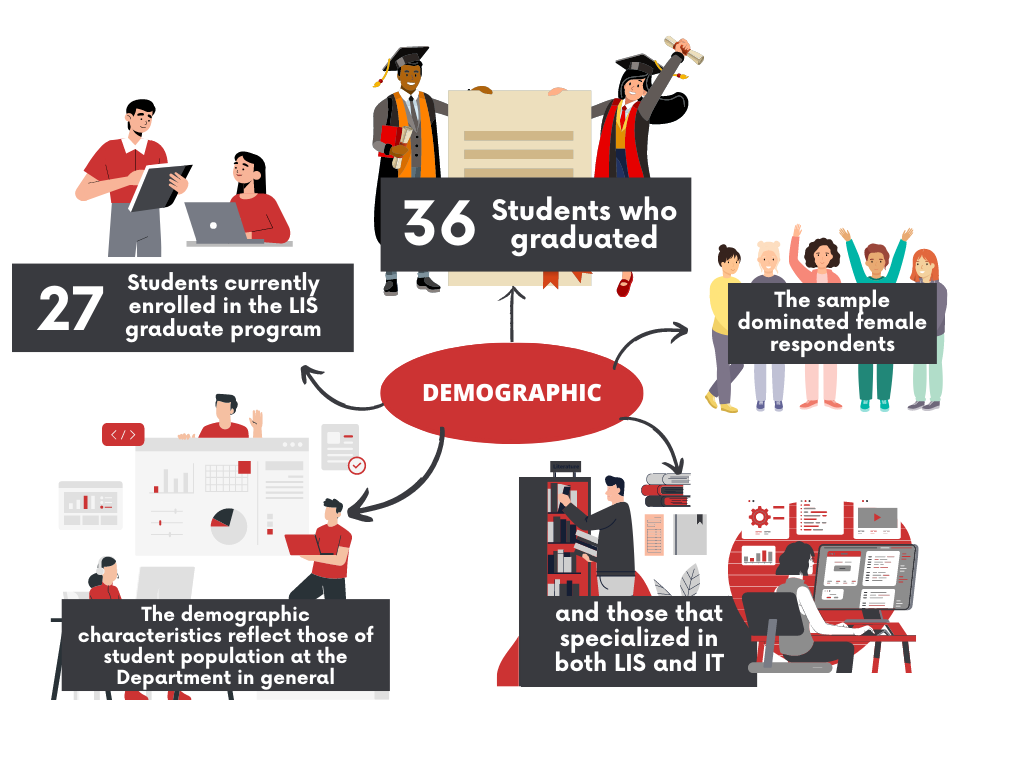 36
Students who
graduated
27
Students currently
enrolled in the LIS
graduate program
The sample
dominated female
respondents
DEMOGRAPHIC
</>
The demographic
characteristics reflect those of
student population at the
Department in general
and those that
specialized in
both LIS and IT